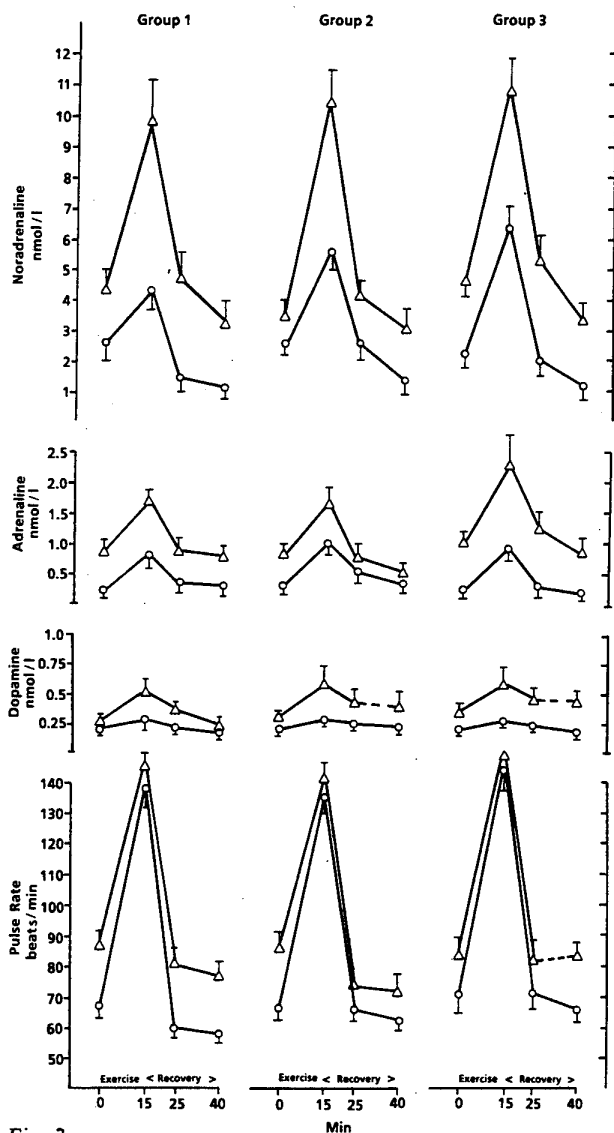 Group 1 Group 2 Group 3
12
11
10
9
8
7
6
5
4
3
2
1
Noradrenaline
nmol/l
2.5
2.0
1.5
1.0
0.5
Adrenaline
nmol/l
1.0
0.75
0.5
0.25
Dopamine
nmol/l
140
130
120
110
100
90
80
70
60
50
Pulse Rate
beats/min
Exercise < Recovery > Exercise < Recovery > Exercise < Recovery >
0 15 25 40 0 15 25 40 0 15 25 40
Min